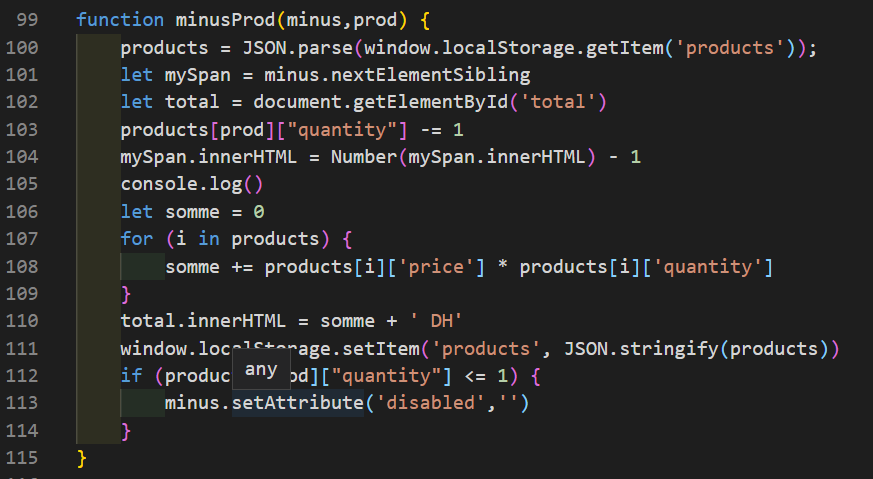 99 function minusProd(minus,prod) {
100 products = JSON.parse(window.localStorage.getItem('products'));
101 let mySpan = minus.nextElementSibling
102 let total = document.getElementById('total')
103 products[prod]["quantity"] -= 1
104 mySpan.innerHTML = Number(mySpan.innerHTML) - 1
105 console.log()
106 let somme = 0
107 for (i in products) {
108 somme += products[i]['price'] * products[i]['quantity']
109 }
110 total.innerHTML = somme + ' DH'
111 window.localStorage.setItem('products', JSON.stringify(products))
112 if (produc any od]["quantity"] <= 1) {
113 minus.setAttribute('disabled','')
114 }
115 }